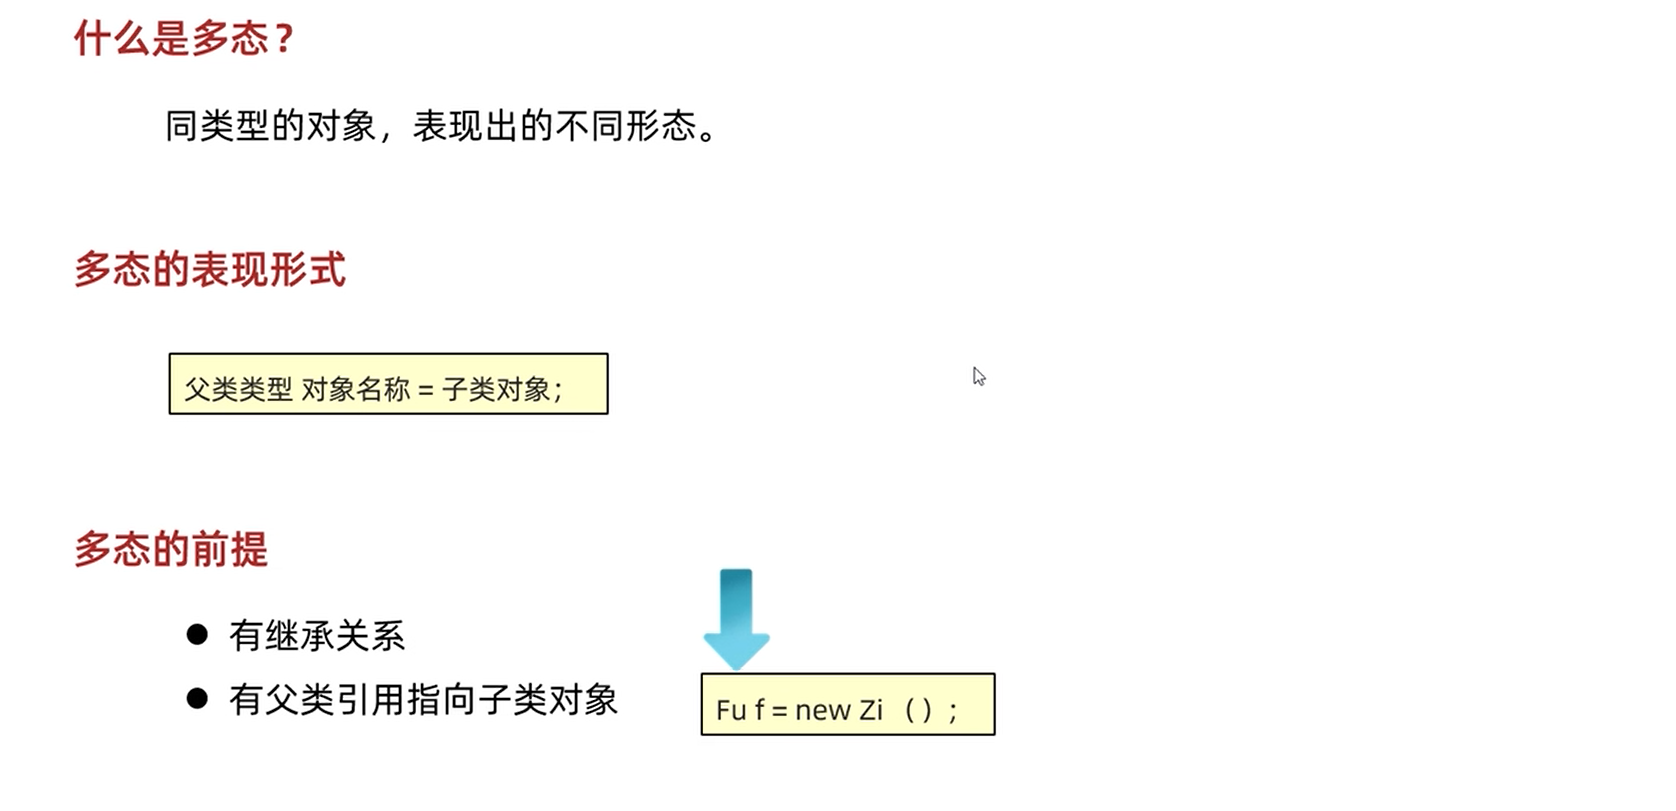 什么是多态？
同类型的对象，表现出的不同形态。
多态的表现形式
父类类型 对象名称 = 子类对象；
多态的前提
● 有继承关系
● 有父类引用指向子类对象
Fu f = new Zi （）；